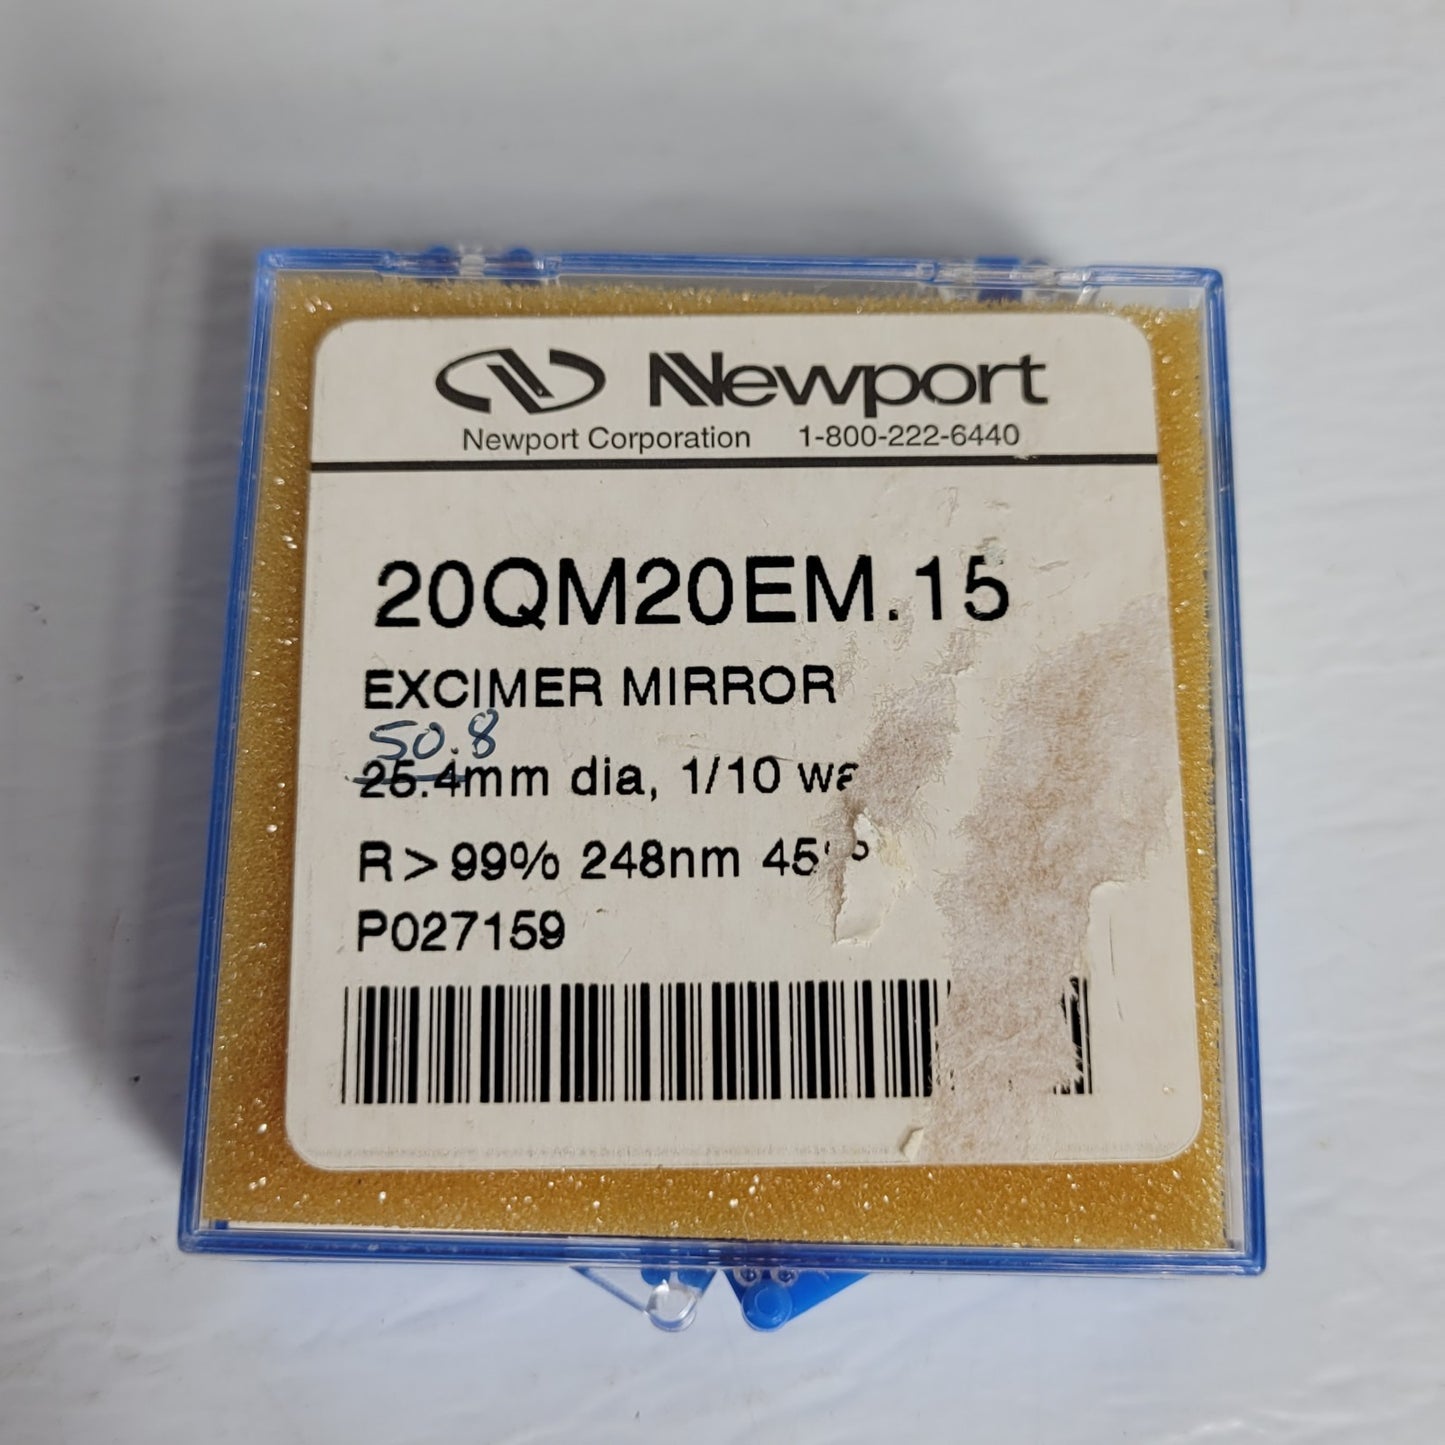 Newport
Newport Corporation 1-800-222-6440
20QM20EM.15
EXCIMER MIRROR
50.8
25.4mm dia, 1/10
R>99% 248nm
P027159